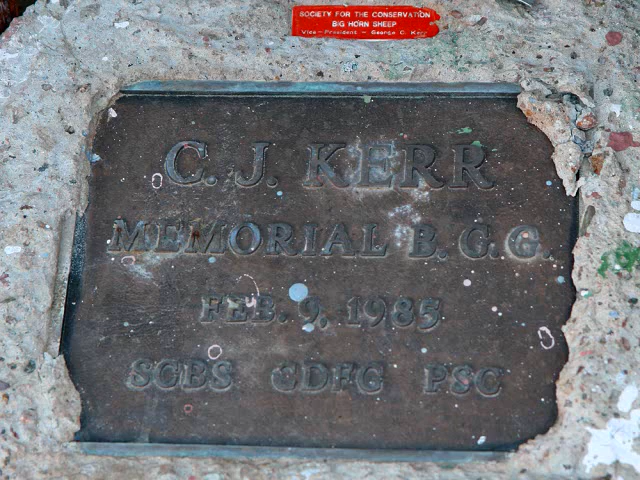 SOCIETY FOR THE CONSERVATION
BIG HORN SHEEP
Vice-President - George C. Kerr
C. J. KERR
MEMORIAL B. G. G.
FEB. 9, 1985
SCBS CDFG PSC